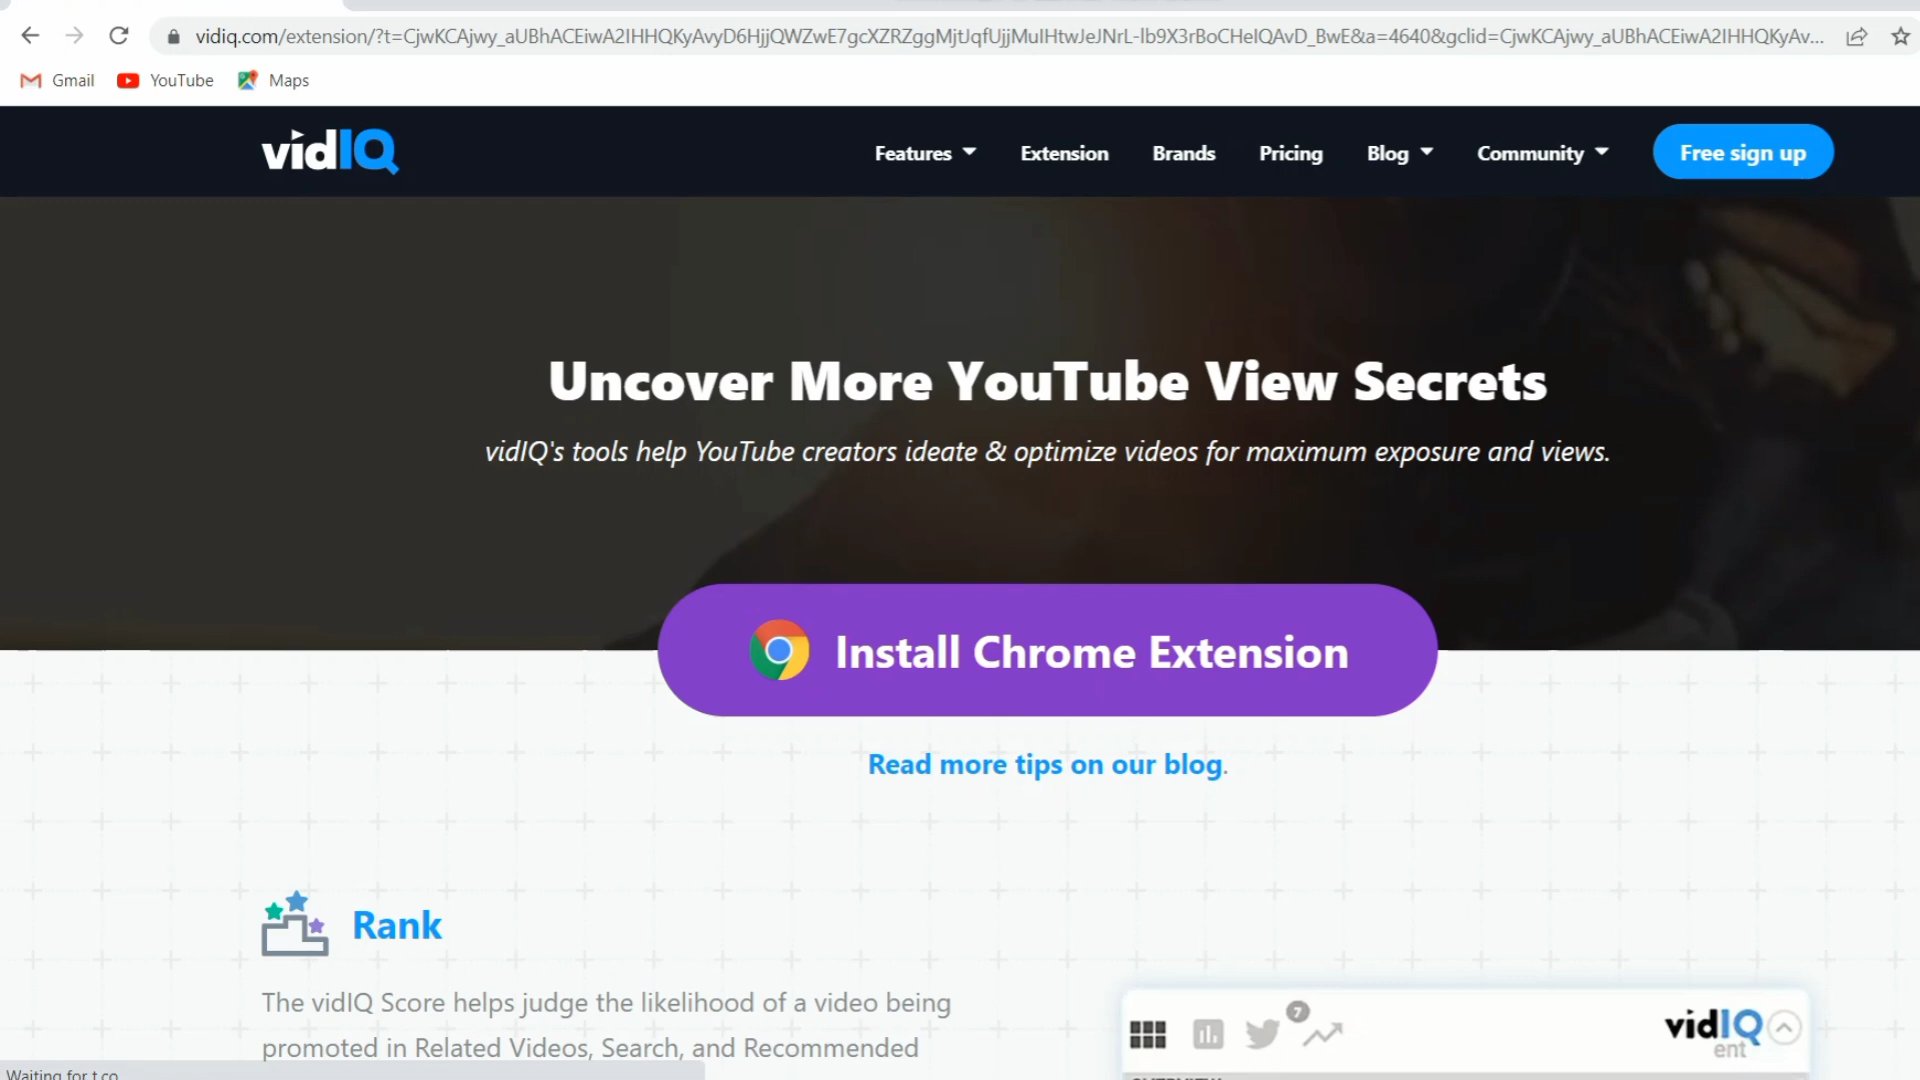 vidiq.com/extension/?t=CjwKCAjwy_aUBhACEiwA2IHHQKyAvyD6HjjQWZwE7gcXZRZggMjtJqfUjjMulHtwJeJNrL-lb9X3rBoCHeIQAvD_BwE&a=4640&gclid=CjwKCAjwy_aUBhACEiwA2IHHQKyAv...
Gmail YouTube Maps
vidIQ Features Extension Brands Pricing Blog Community Free sign up
Uncover More YouTube View Secrets
vidIQ's tools help YouTube creators ideate & optimize videos for maximum exposure and views.
Install Chrome Extension
Read more tips on our blog.
Rank
The vidIQ Score helps judge the likelihood of a video being
promoted in Related Videos, Search, and Recommended
7
vidIQ
ent
Waiting for t.co